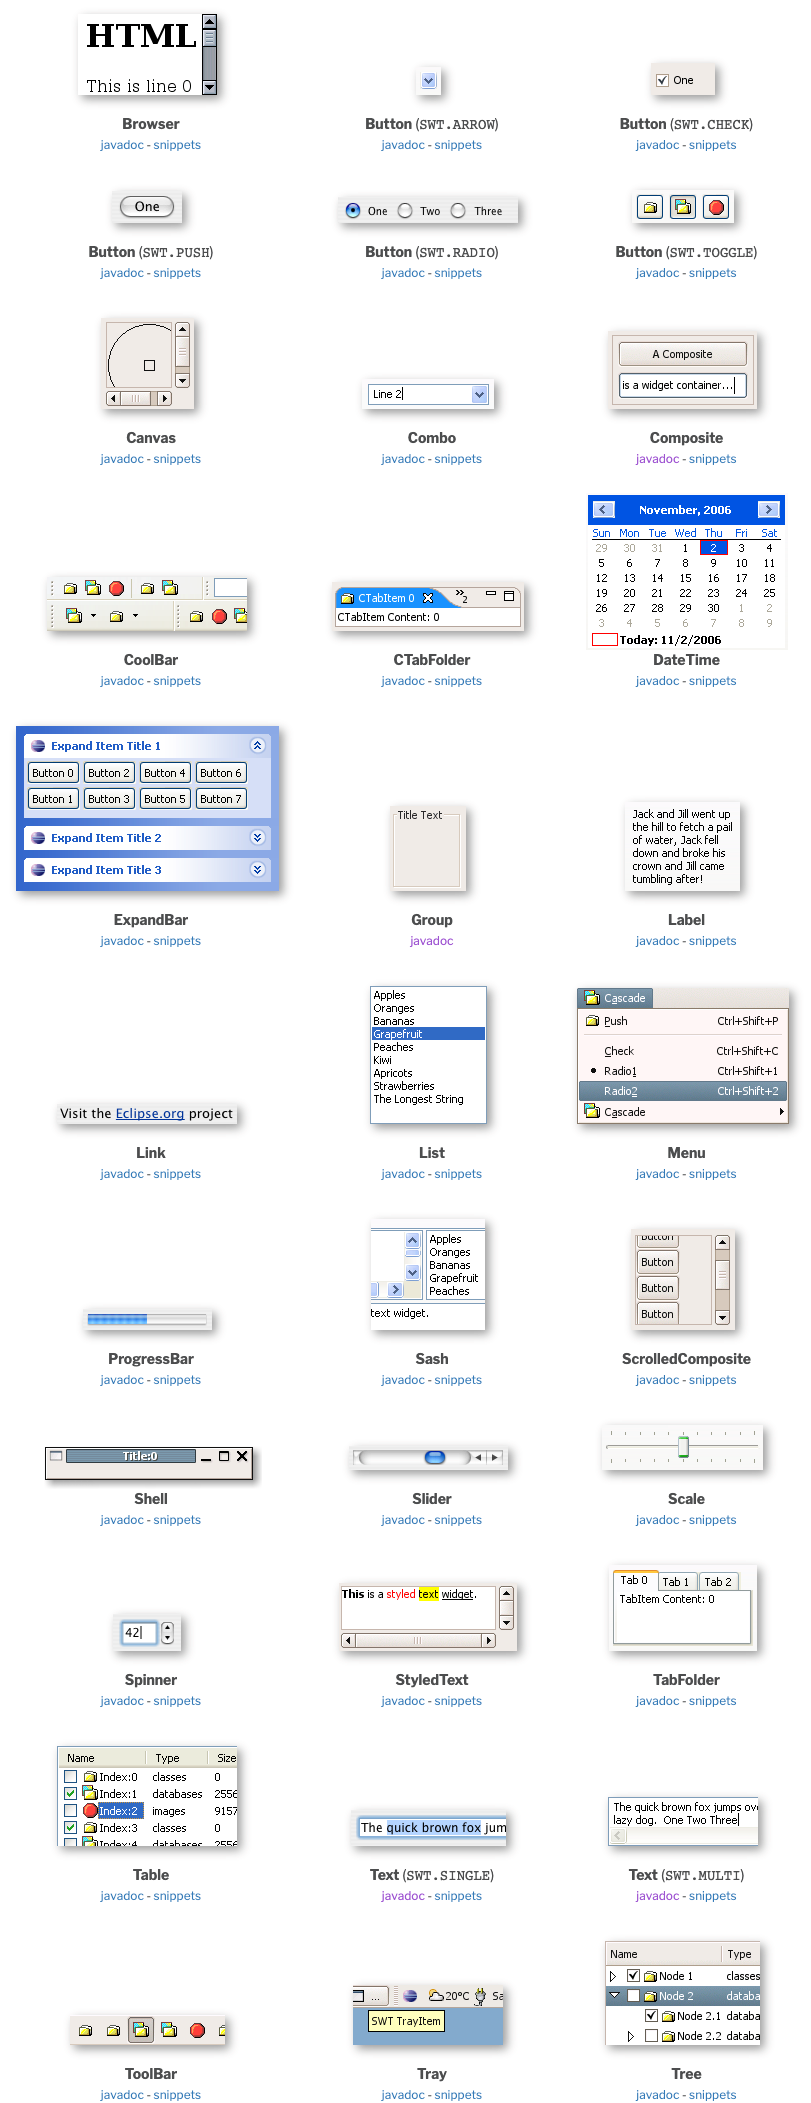 HTML
This is line 0
One
Browser
Button (SWT.ARROW)
Button (SWT.CHECK)
javadoc - snippets
javadoc - snippets
javadoc - snippets
One
One Two Three
Button (SWT.PUSH)
Button (SWT.RADIO)
Button (SWT.TOGGLE)
javadoc - snippets
javadoc - snippets
javadoc - snippets
Line 2
A Composite
is a widget container...
Canvas
Combo
Composite
javadoc - snippets
javadoc - snippets
javadoc - snippets
CTabItem 0
2
CTabItem Content: 0
November, 2006
Sun Mon Tue Wed Thu Fri Sat
29 30 31 1 2 3 4
5 6 7 8 9 10 11
12 13 14 15 16 17 18
19 20 21 22 23 24 25
26 27 28 29 30 1 2
3 4 5 6 7 8 9
Today: 11/2/2006
CoolBar
CTabFolder
DateTime
javadoc - snippets
javadoc - snippets
javadoc - snippets
Expand Item Title 1
Button 0 Button 2 Button 4 Button 6
Button 1 Button 3 Button 5 Button 7
Expand Item Title 2
Expand Item Title 3
Title Text
Jack and Jill went up
the hill to fetch a pail
of water, Jack fell
down and broke his
crown and Jill came
tumbling after!
ExpandBar
Group
Label
javadoc - snippets
javadoc
javadoc - snippets
Visit the Eclipse.org project
Apples
Oranges
Bananas
Grapefruit
Peaches
Kiwi
Apricots
Strawberries
The Longest String
Cascade
Push Ctrl+Shift+P
Check Ctrl+Shift+C
Radio1 Ctrl+Shift+1
Radio2 Ctrl+Shift+2
Cascade
Link
List
Menu
javadoc - snippets
javadoc - snippets
javadoc - snippets
Apples
Oranges
Bananas
Grapefruit
Peaches
text widget.
Button
Button
Button
Button
ProgressBar
Sash
ScrolledComposite
javadoc - snippets
javadoc - snippets
javadoc - snippets
Title:0
Shell
Slider
Scale
javadoc - snippets
javadoc - snippets
javadoc - snippets
42
This is a styled text widget.
Tab 0 Tab 1 Tab 2
TabItem Content: 0
Spinner
StyledText
TabFolder
javadoc - snippets
javadoc - snippets
javadoc - snippets
Name Type Size
Index:0 classes 0
Index:1 databases 2556
Index:2 images 9157
Index:3 classes 0
Index:4 databases 2556
The quick brown fox jum
The quick brown fox jumps ove
lazy dog. One Two Three
Table
Text (SWT.SINGLE)
Text (SWT.MULTI)
javadoc - snippets
javadoc - snippets
javadoc - snippets
... 20°C Sa
SWT TrayItem
Name Type
Node 1 classes
Node 2 databa
Node 2.1 databa
Node 2.2 databa
ToolBar
Tray
Tree
javadoc - snippets
javadoc - snippets
javadoc - snippets